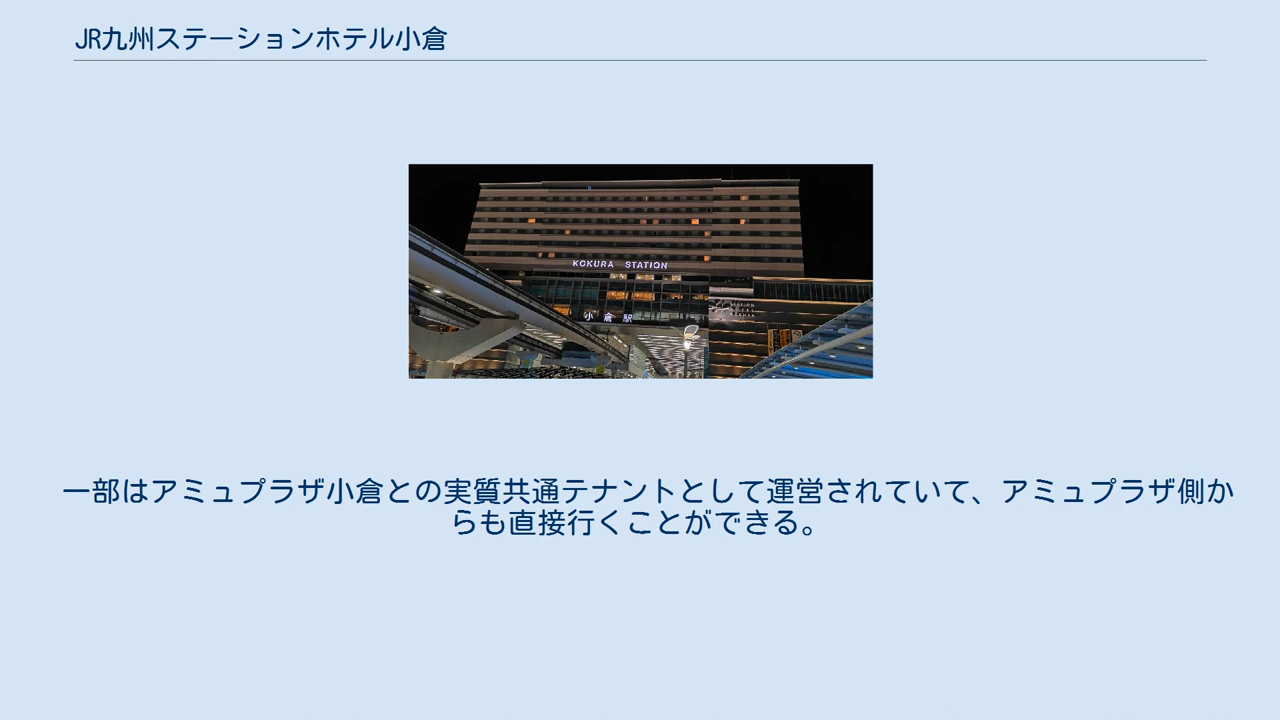 JR九州ステーションホテル小倉
KOKURA STATION
小倉駅
STATION
HOTEL
KOKURA
一部はアミュプラザ小倉との実質共通テナントとして運営されていて、アミュプラザ側か
らも直接行くことができる。